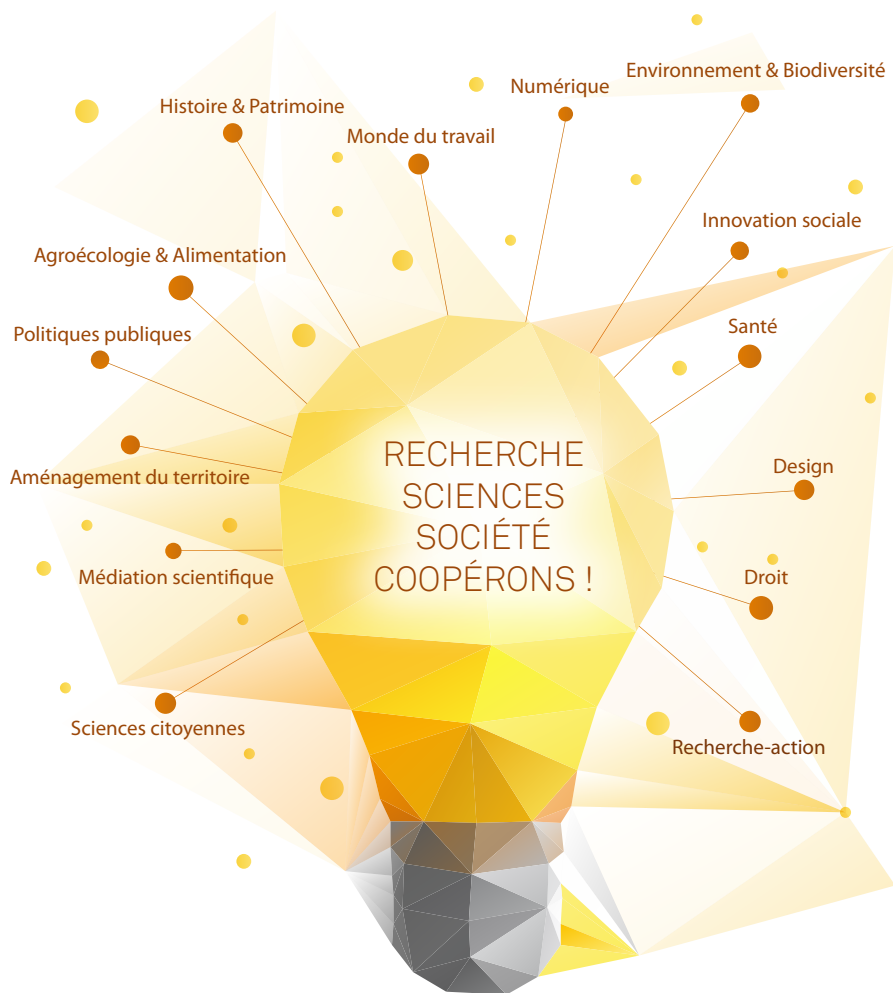 Environnement & Biodiversité
Numérique
Histoire & Patrimoine
Monde du travail
Innovation sociale
Agroécologie & Alimentation
Santé
Politiques publiques
RECHERCHE
SCIENCES
SOCIÉTÉ
COOPÉRONS !
Design
Aménagement du territoire
Médiation scientifique
Droit
Sciences citoyennes
Recherche-action